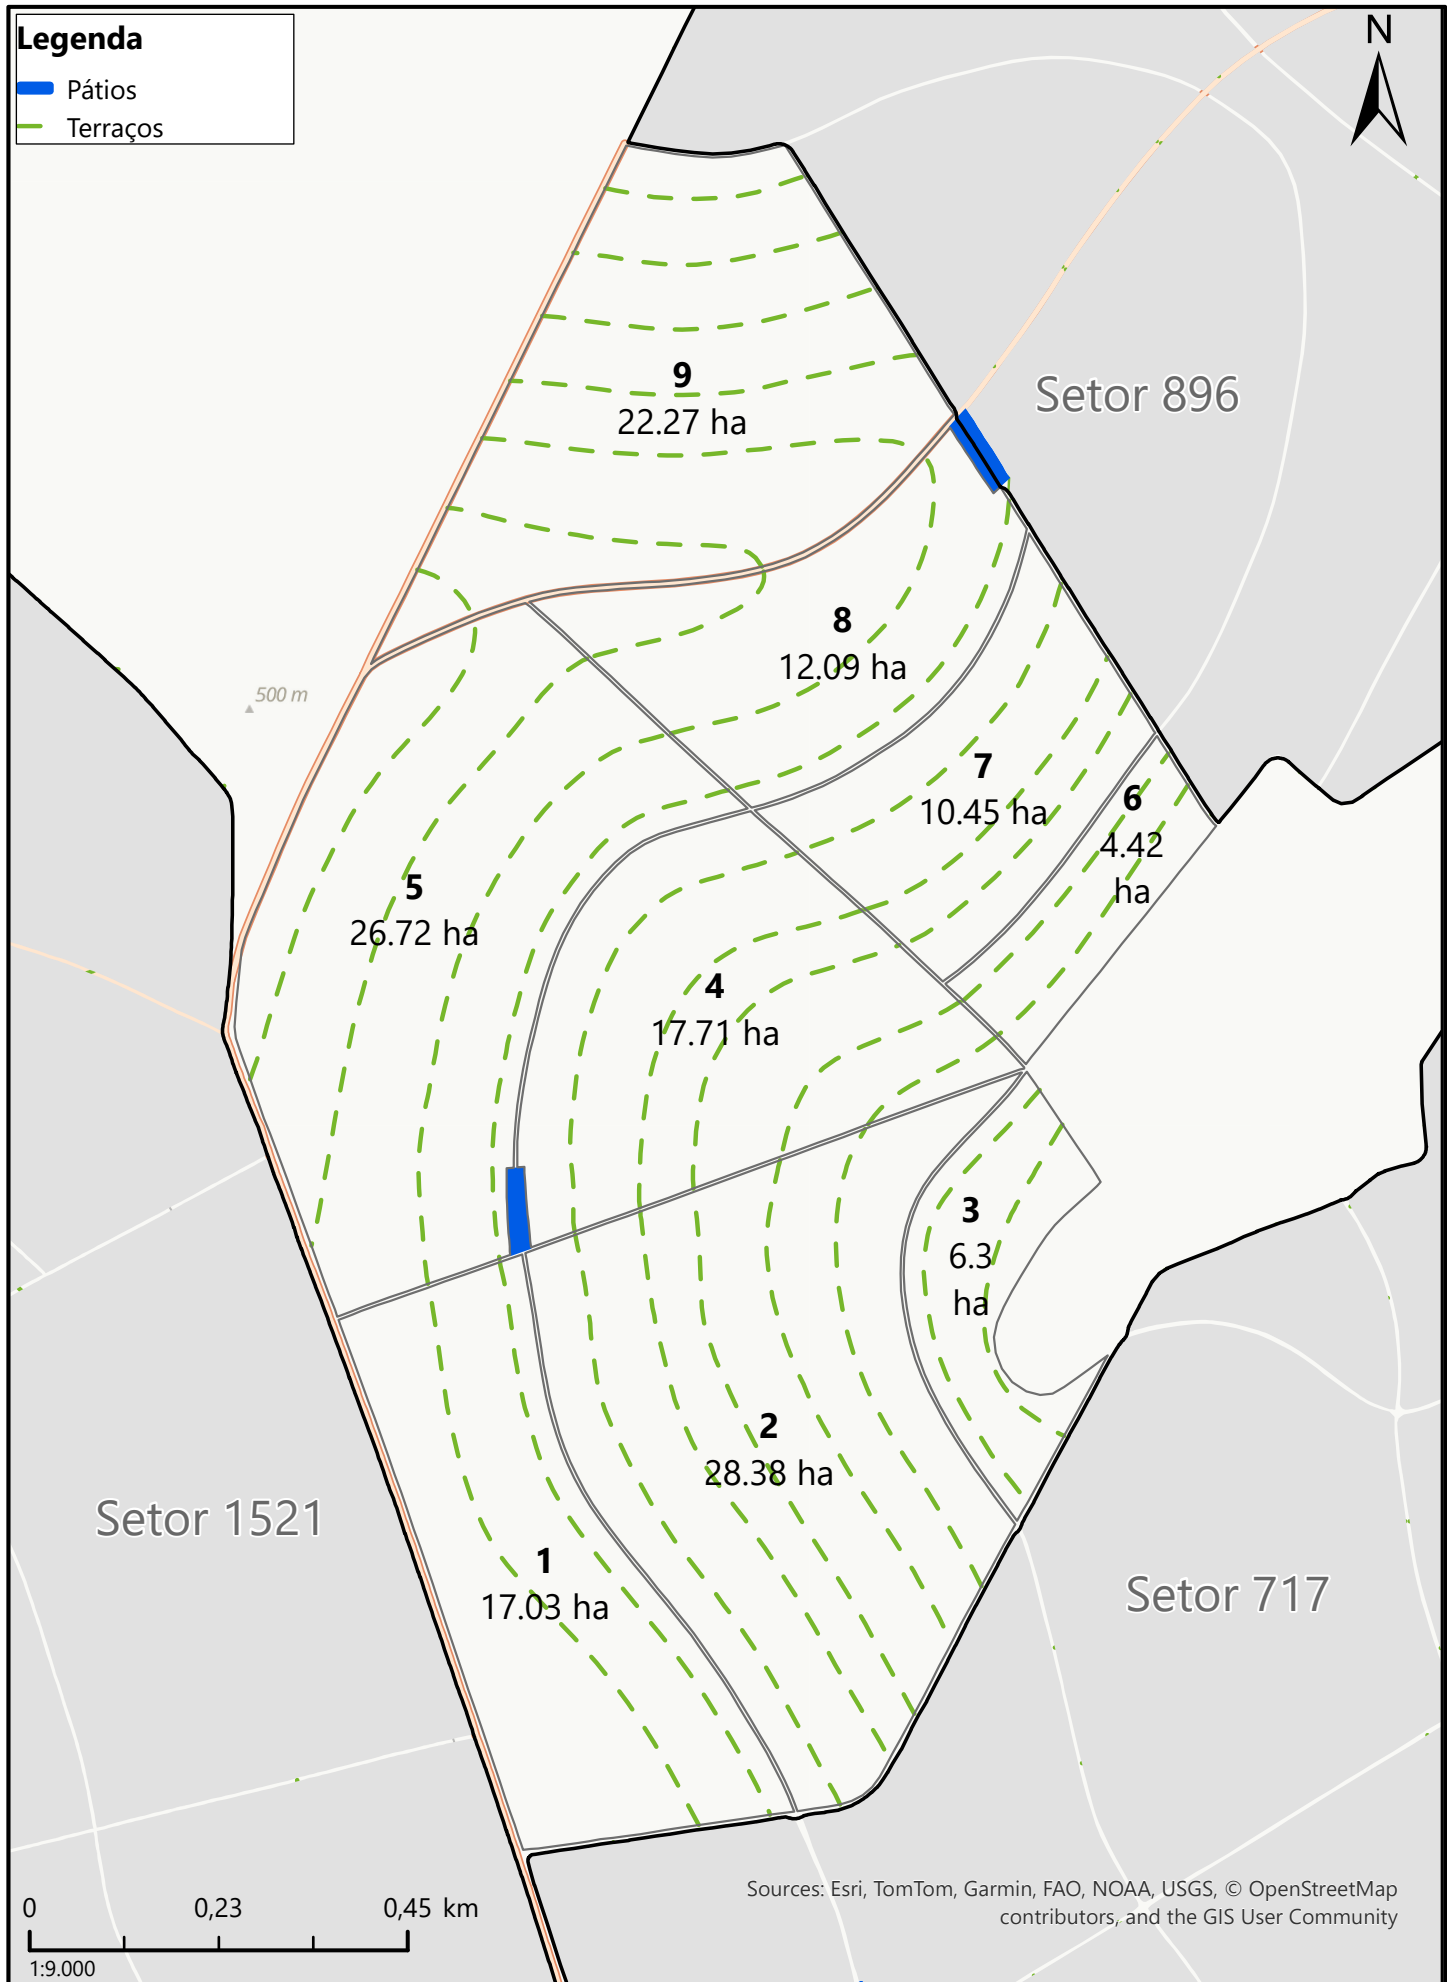 Legenda
Pátios
Terraços
N
9
22.27 ha
Setor 896
8
12.09 ha
500 m
7
10.45 ha
6
4.42
ha
5
26.72 ha
4
17.71 ha
3
6.3
ha
2
28.38 ha
Setor 1521
1
17.03 ha
Setor 717
0 0,23 0,45 km
1:9.000
Sources: Esri, TomTom, Garmin, FAO, NOAA, USGS, © OpenStreetMap
contributors, and the GIS User Community